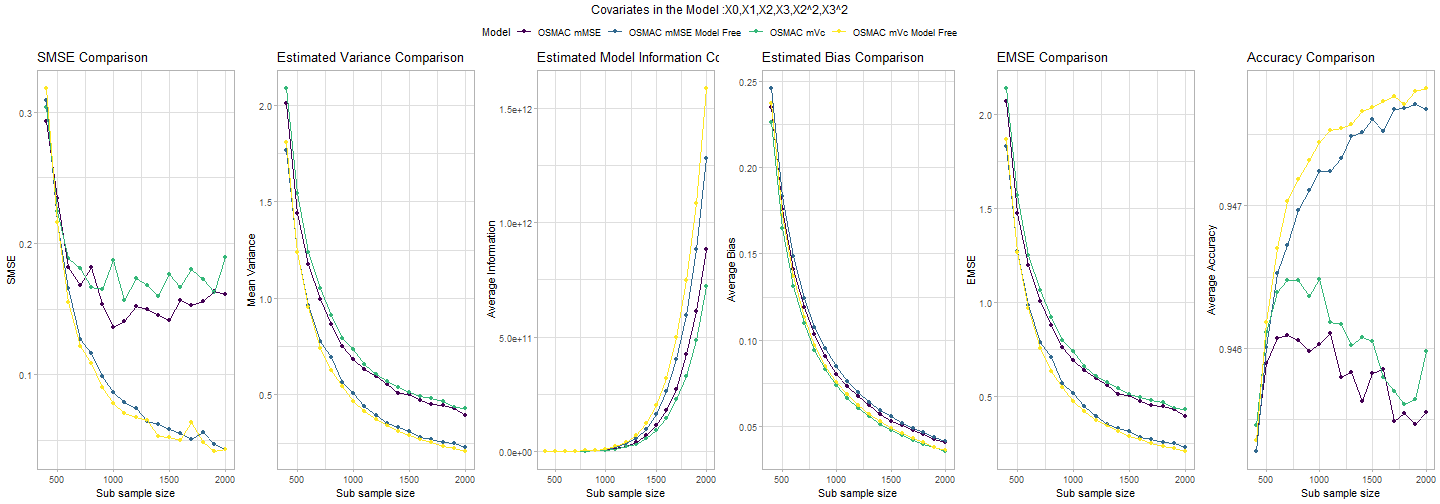 Covariates in the Model :X0,X1,X2,X3,X2^2,X3^2
Model OSMAC mMSE OSMAC mMSE Model Free OSMAC mVc OSMAC mVc Model Free
SMSE Comparison
SMSE
0.3
0.2
0.1
500 1000 1500 2000
Sub sample size
Estimated Variance Comparison
Mean Variance
2.0
1.5
1.0
0.5
500 1000 1500 2000
Sub sample size
Estimated Model Information Co
Average Information
1.5e+12
1.0e+12
5.0e+11
0.0e+00
500 1000 1500 2000
Sub sample size
Estimated Bias Comparison
Average Bias
0.25
0.20
0.15
0.10
0.05
500 1000 1500 2000
Sub sample size
EMSE Comparison
EMSE
2.0
1.5
1.0
0.5
500 1000 1500 2000
Sub sample size
Accuracy Comparison
Average Accuracy
0.947
0.946
500 1000 1500 2000
Sub sample size